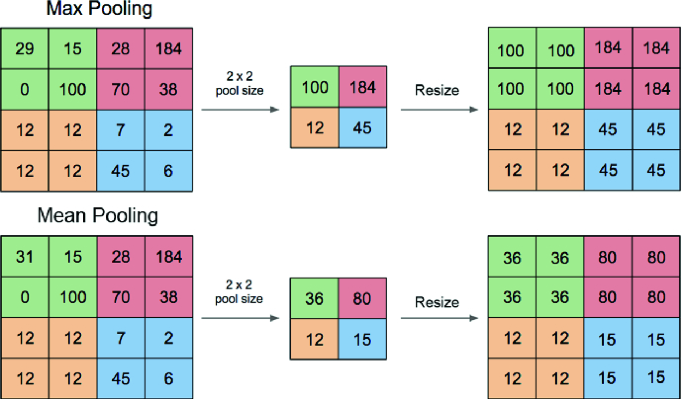 Max Pooling
29 15 28 184
0 100 70 38
12 12 7 2
12 12 45 6
2 x 2
pool size
100 184
12 45
Resize
100 100 184 184
100 100 184 184
12 12 45 45
12 12 45 45
Mean Pooling
31 15 28 184
0 100 70 38
12 12 7 2
12 12 45 6
2 x 2
pool size
36 80
12 15
Resize
36 36 80 80
36 36 80 80
12 12 15 15
12 12 15 15